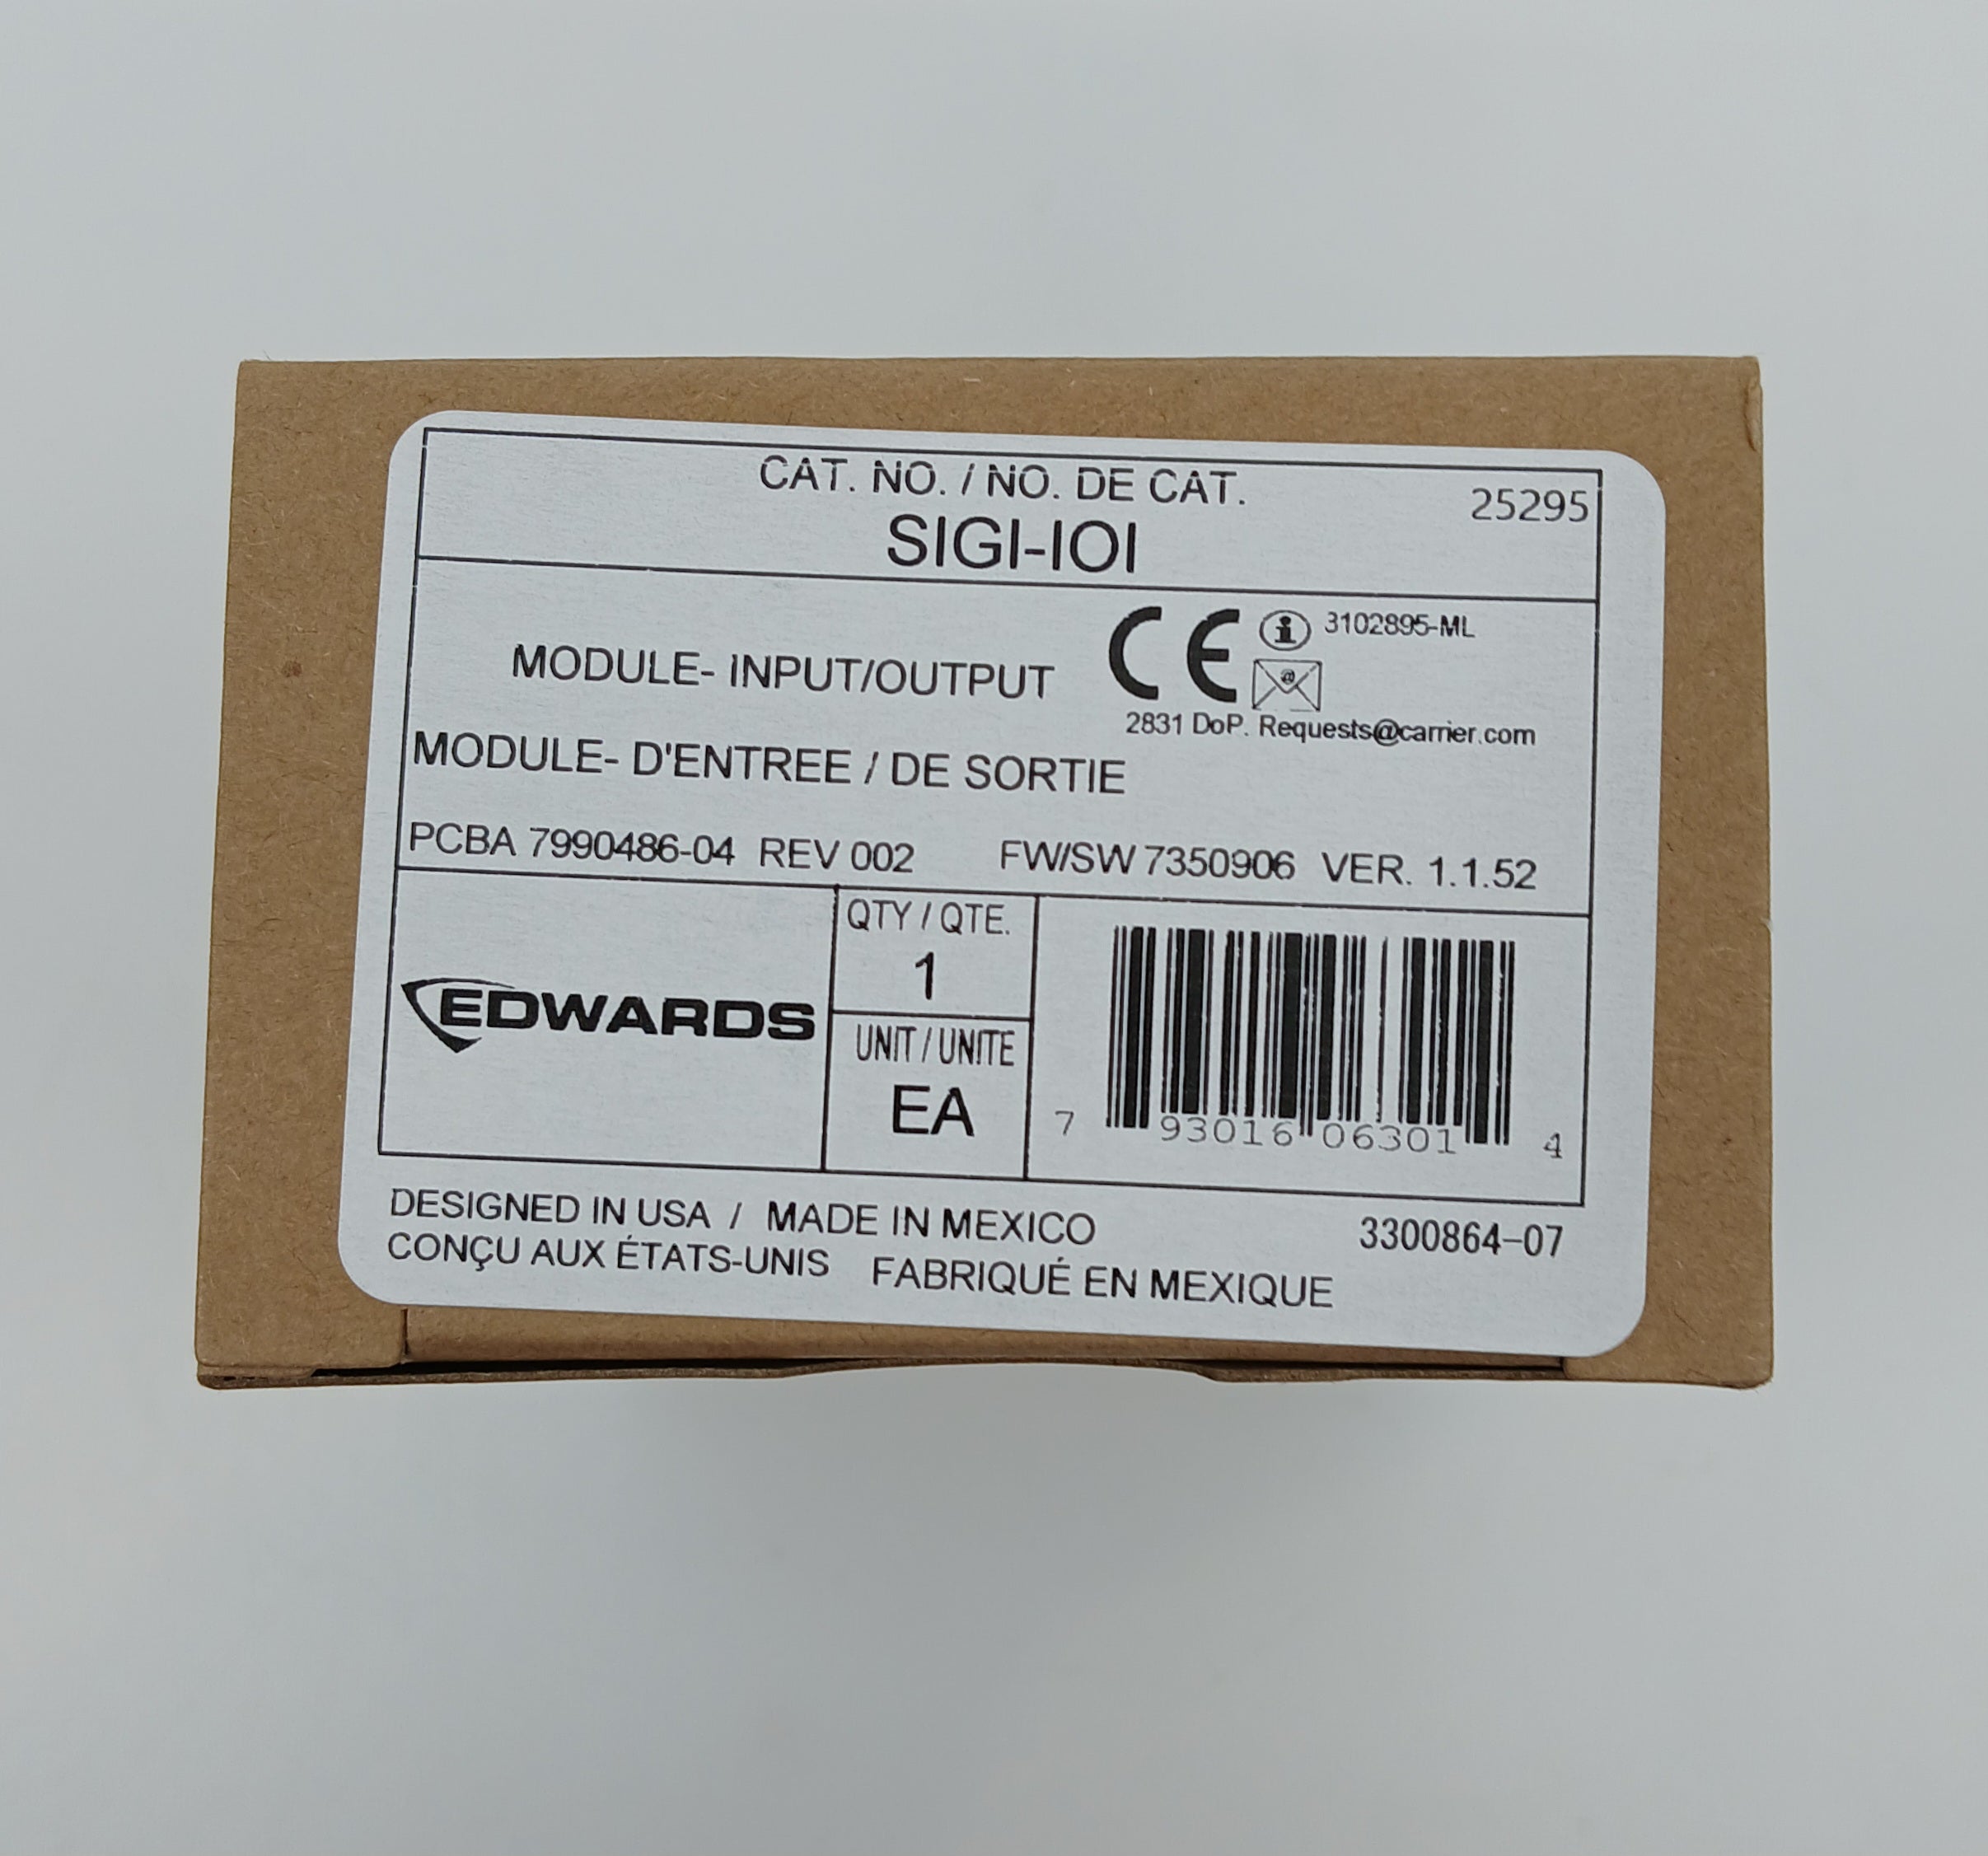 CAT. NO. / NO. DE CAT.
25295
SIGI-IOI
MODULE- INPUT/OUTPUT
CE
i
3102895-ML
@
2831 DoP. Requests@carrier.com
MODULE- D'ENTREE / DE SORTIE
PCBA 7990486-04 REV 002 FW/SW 7350906 VER. 1.1.52
EDWARDS
QTY / QTE.
1
UNIT / UNITE
EA
7 93016 06301 4
DESIGNED IN USA / MADE IN MEXICO
CONÇU AUX ÉTATS-UNIS FABRIQUÉ EN MEXIQUE
3300864-07